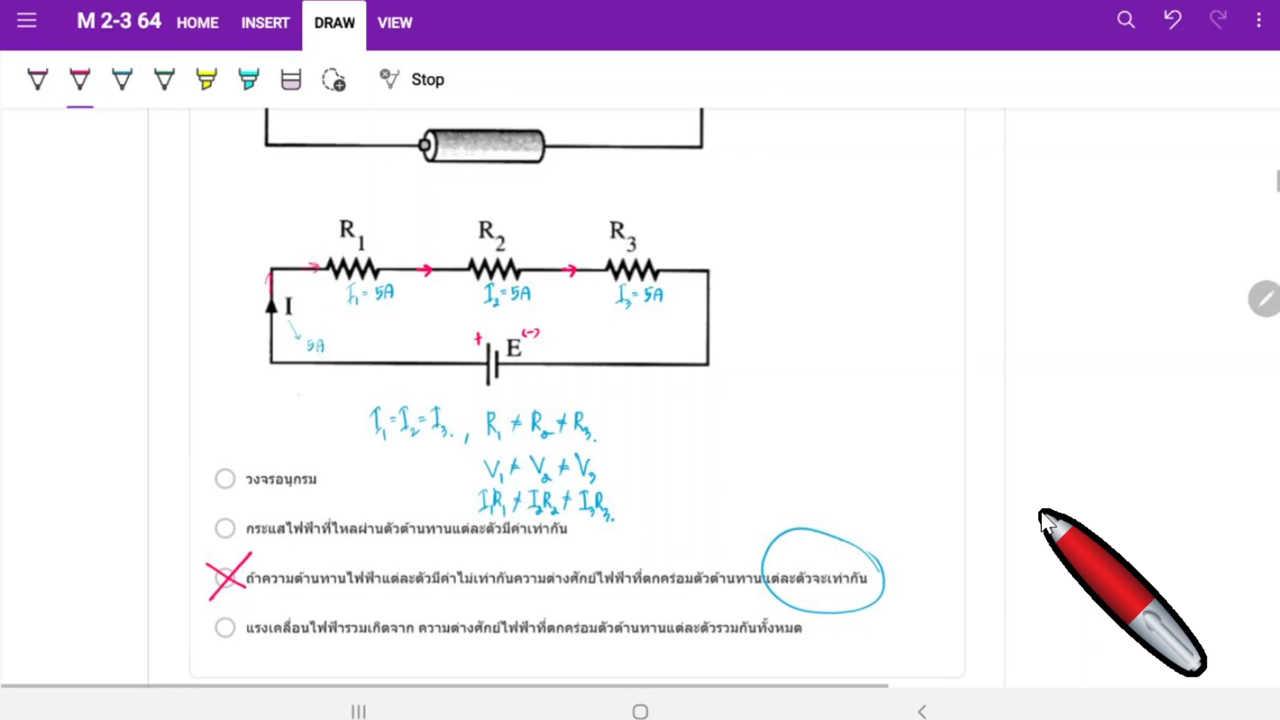 M 2-3 64 HOME INSERT DRAW VIEW
Stop
R1 R2 R3
I1 = 5A I2 = 5A I3 = 5A
I
5A
+ E (-)
I1 = I2 = I3. , R1 ≠ R2 ≠ R3.
V1 ≠ V2 ≠ V3
I1R1 ≠ I2R2 ≠ I3R3.
วงจรอนุกรม
กระแสไฟฟ้าที่ไหลผ่านตัวต้านทานแต่ละตัวมีค่าเท่ากัน
ถ้าความต้านทานไฟฟ้าแต่ละตัวมีค่าไม่เท่ากันความต่างศักย์ไฟฟ้าที่ตกคร่อมตัวต้านทานแต่ละตัวจะเท่ากัน
แรงเคลื่อนไฟฟ้ารวมเกิดจาก ความต่างศักย์ไฟฟ้าที่ตกคร่อมตัวต้านทานแต่ละตัวรวมกันทั้งหมด